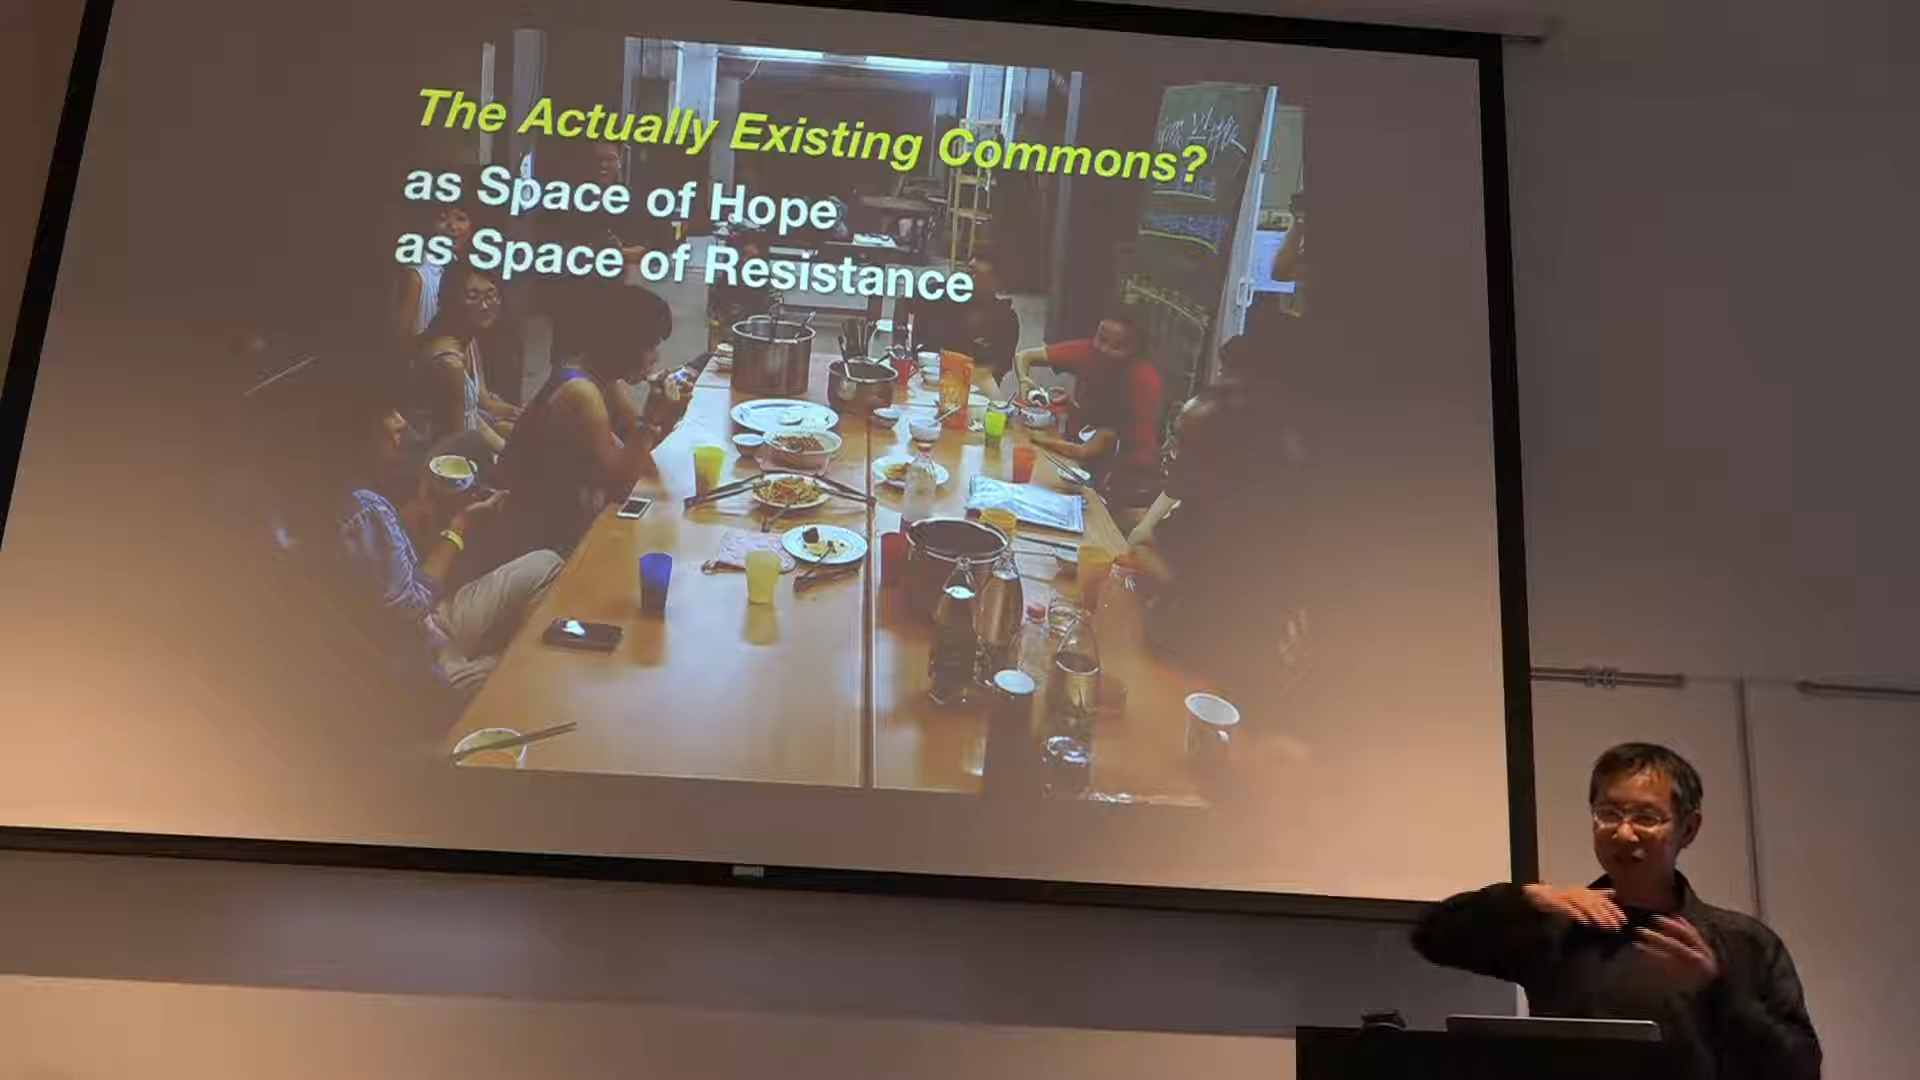 The Actually Existing Commons?
as Space of Hope
as Space of Resistance